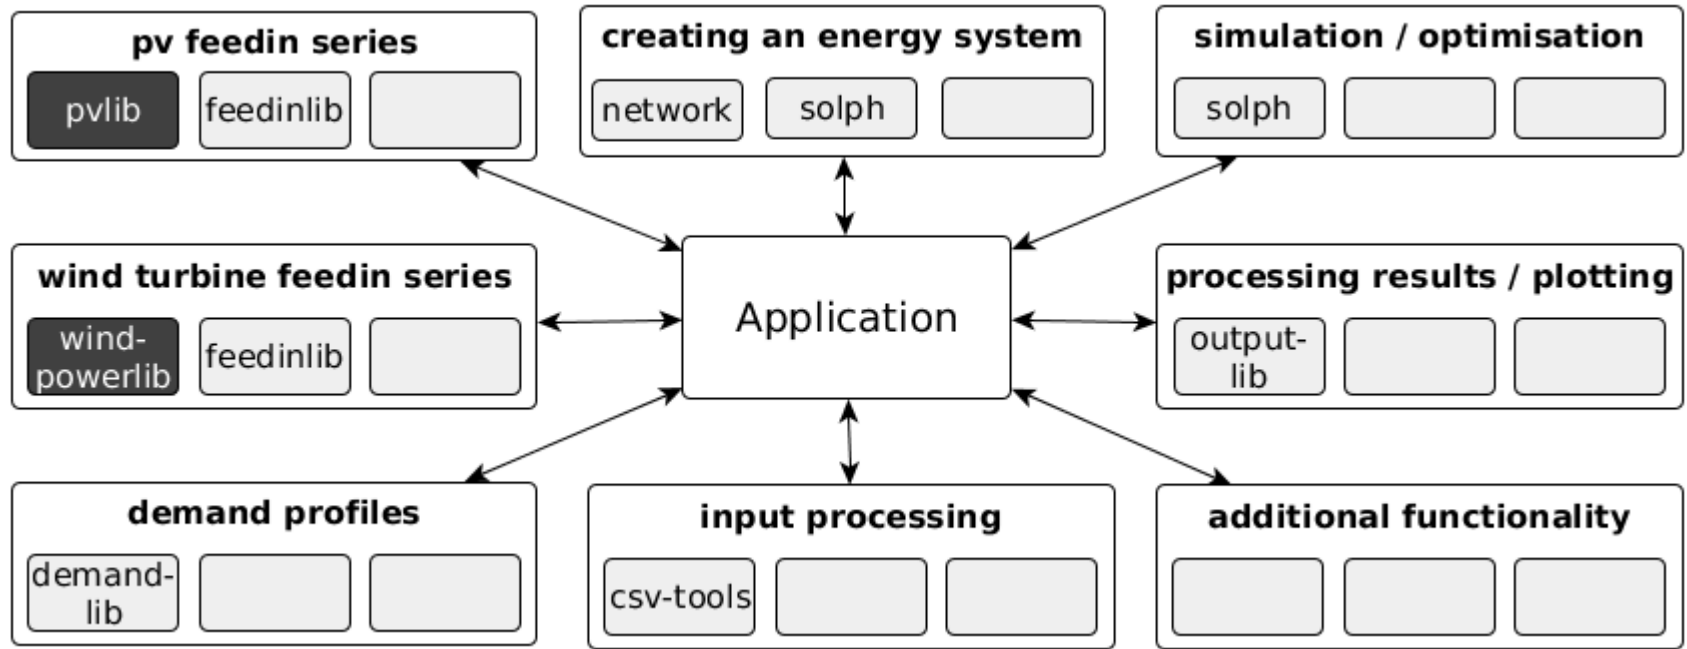 pv feedin series
pvlib
feedinlib
creating an energy system
network
solph
simulation / optimisation
solph
wind turbine feedin series
wind-
powerlib
feedinlib
Application
processing results / plotting
output-
lib
demand profiles
demand-
lib
input processing
csv-tools
additional functionality